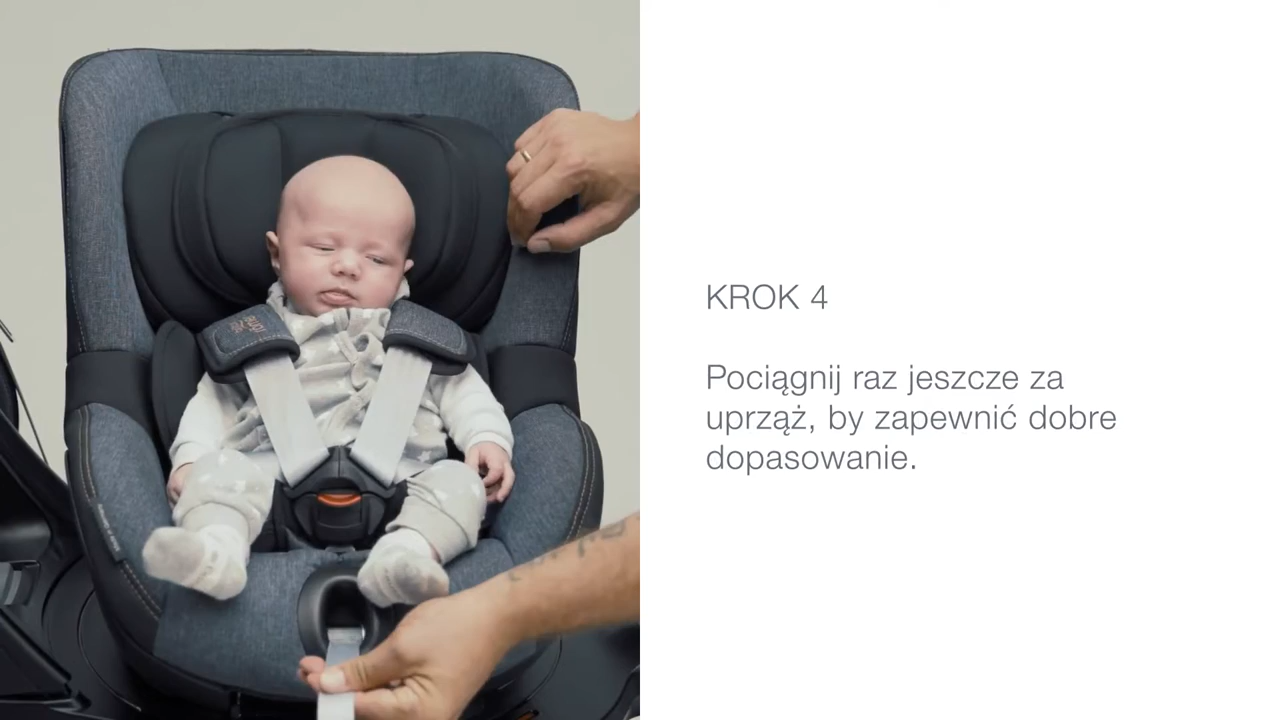 KROK 4
Pociągnij raz jeszcze za
uprząż, by zapewnić dobre
dopasowanie.